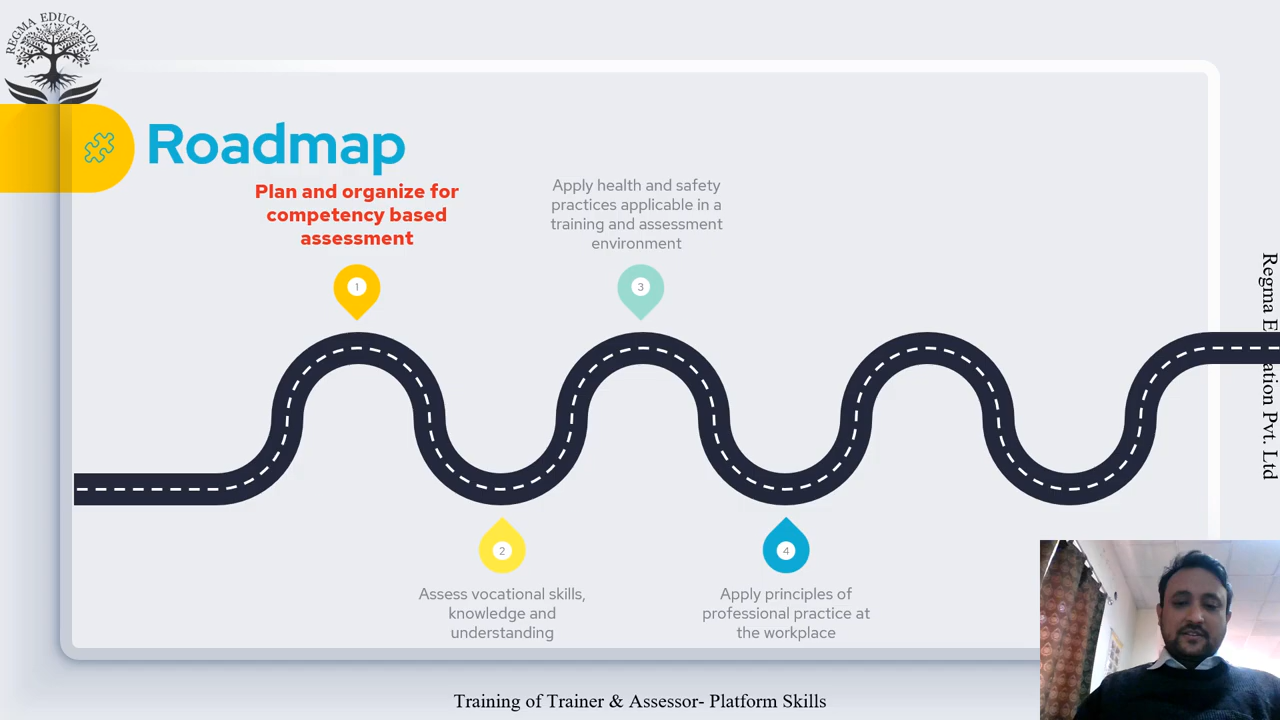 REGMA EDUCATION
Roadmap
Plan and organize for
competency based
assessment
1
Apply health and safety
practices applicable in a
training and assessment
environment
3
2
Assess vocational skills,
knowledge and
understanding
4
Apply principles of
professional practice at
the workplace
Regma E ation Pvt. Ltd
Training of Trainer & Assessor- Platform Skills